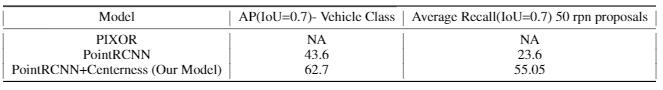 Model AP(IoU=0.7)- Vehicle Class Average Recall(IoU=0.7) 50 rpn proposals
PIXOR NA NA
PointRCNN 43.6 23.6
PointRCNN+Centerness (Our Model) 62.7 55.05